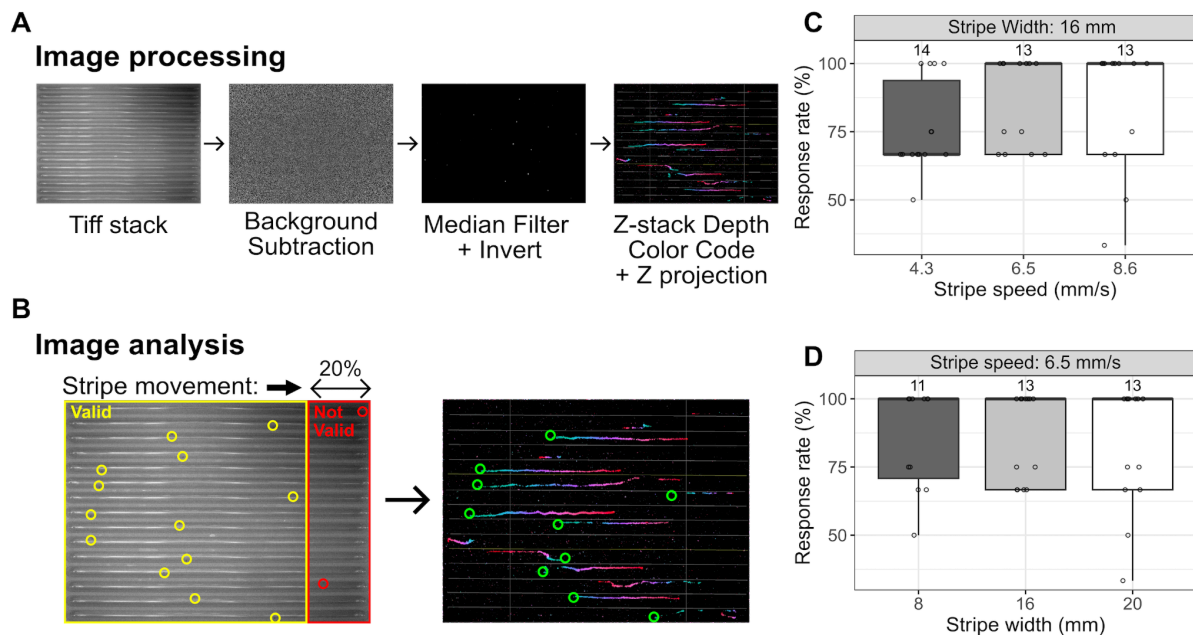 A
Image processing
Tiff stack
Background
Subtraction
Median Filter
+ Invert
Z-stack Depth
Color Code
+ Z projection
B
Image analysis
Stripe movement:
20%
Valid
Not
Valid
C
Stripe Width: 16 mm
14 13 13
100
75
50
Response rate (%)
4.3 6.5 8.6
Stripe speed (mm/s)
D
Stripe speed: 6.5 mm/s
11 13 13
100
75
50
Response rate (%)
8 16 20
Stripe width (mm)